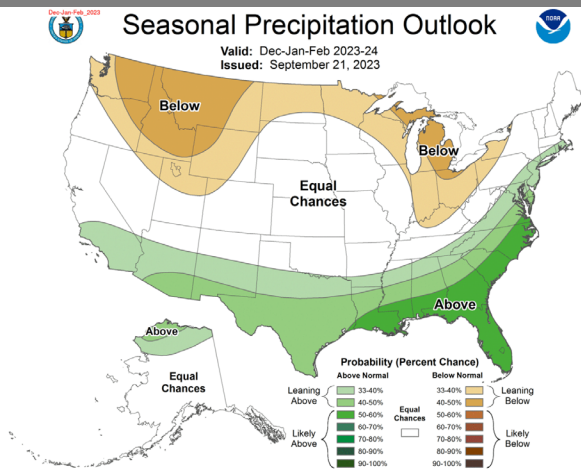 Dec-Jan-Feb_2023
Seasonal Precipitation Outlook
NOAA
Valid: Dec-Jan-Feb 2023-24
Issued: September 21, 2023
Below
Below
Equal
Chances
Above
Above
Equal
Chances
Probability (Percent Chance)
Above Normal
Below Normal
Leaning
Above
33-40%
40-50%
50-60%
60-70%
70-80%
80-90%
90-100%
Likely
Above
Equal
Chances
33-40%
40-50%
50-60%
60-70%
70-80%
80-90%
90-100%
Leaning
Below
Likely
Below